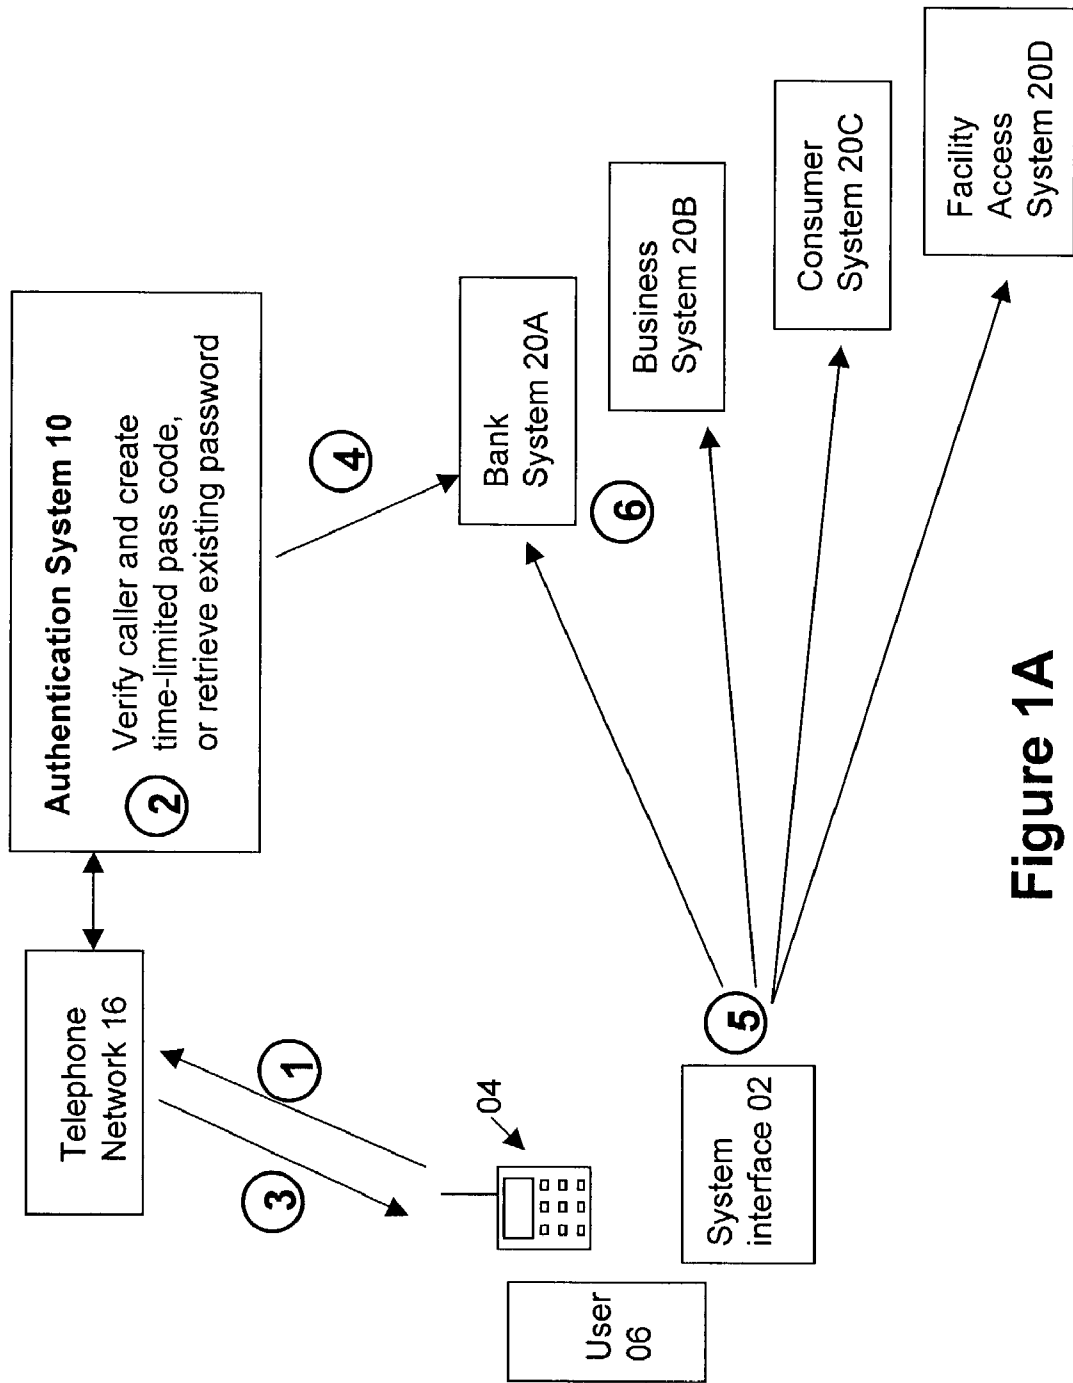 Telephone
Network 16
Authentication System 10
2
Verify caller and create
time-limited pass code,
or retrieve existing password
3
1
4
User
06
04
System
interface 02
5
Bank
System 20A
6
Business
System 20B
Consumer
System 20C
Facility
Access
System 20D
Figure 1A